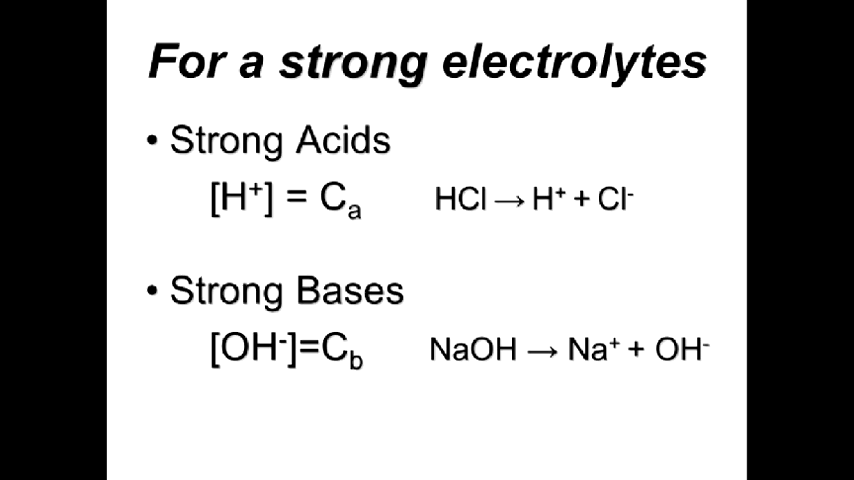 For a strong electrolytes
• Strong Acids
[H⁺] = Cₐ HCl → H⁺ + Cl⁻
• Strong Bases
[OH⁻]=C_b NaOH → Na⁺ + OH⁻